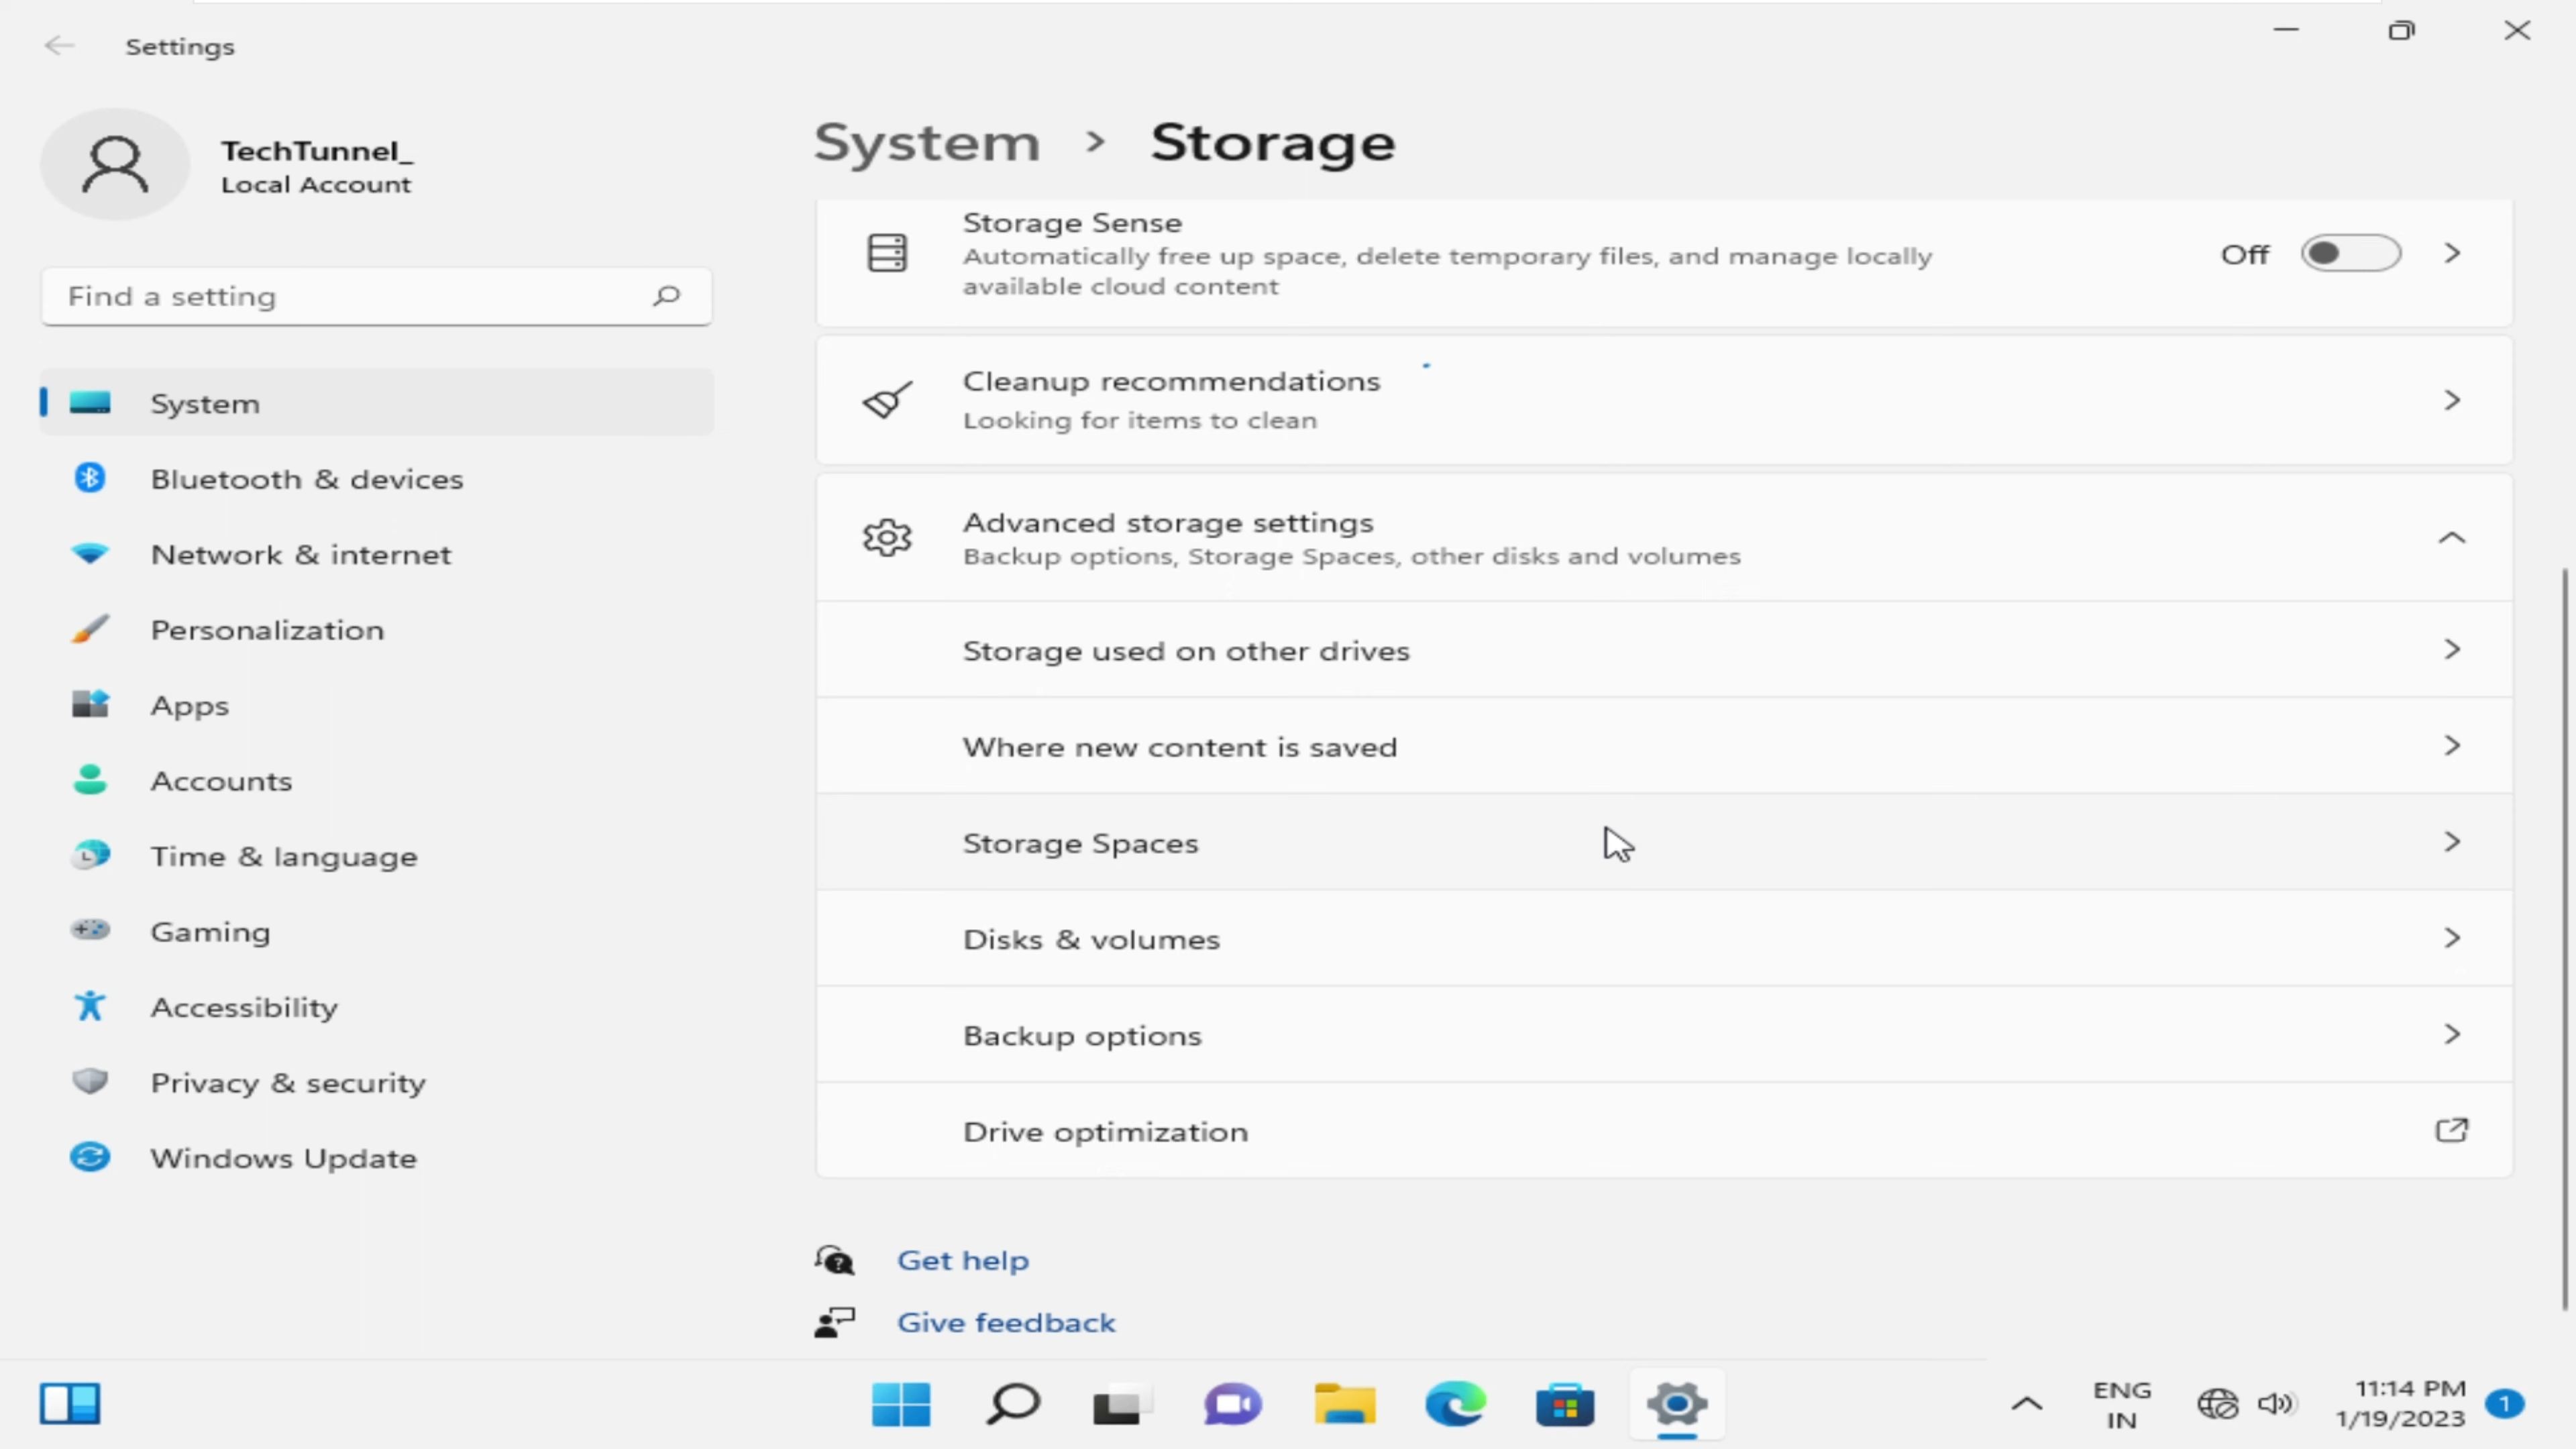 Settings
TechTunnel_
Local Account
Find a setting
System
Bluetooth & devices
Network & internet
Personalization
Apps
Accounts
Time & language
Gaming
Accessibility
Privacy & security
Windows Update
System > Storage
Storage Sense
Automatically free up space, delete temporary files, and manage locally
available cloud content
Off
Cleanup recommendations
Looking for items to clean
Advanced storage settings
Backup options, Storage Spaces, other disks and volumes
Storage used on other drives
Where new content is saved
Storage Spaces
Disks & volumes
Backup options
Drive optimization
Get help
Give feedback
ENG
IN
11:14 PM
1/19/2023
1